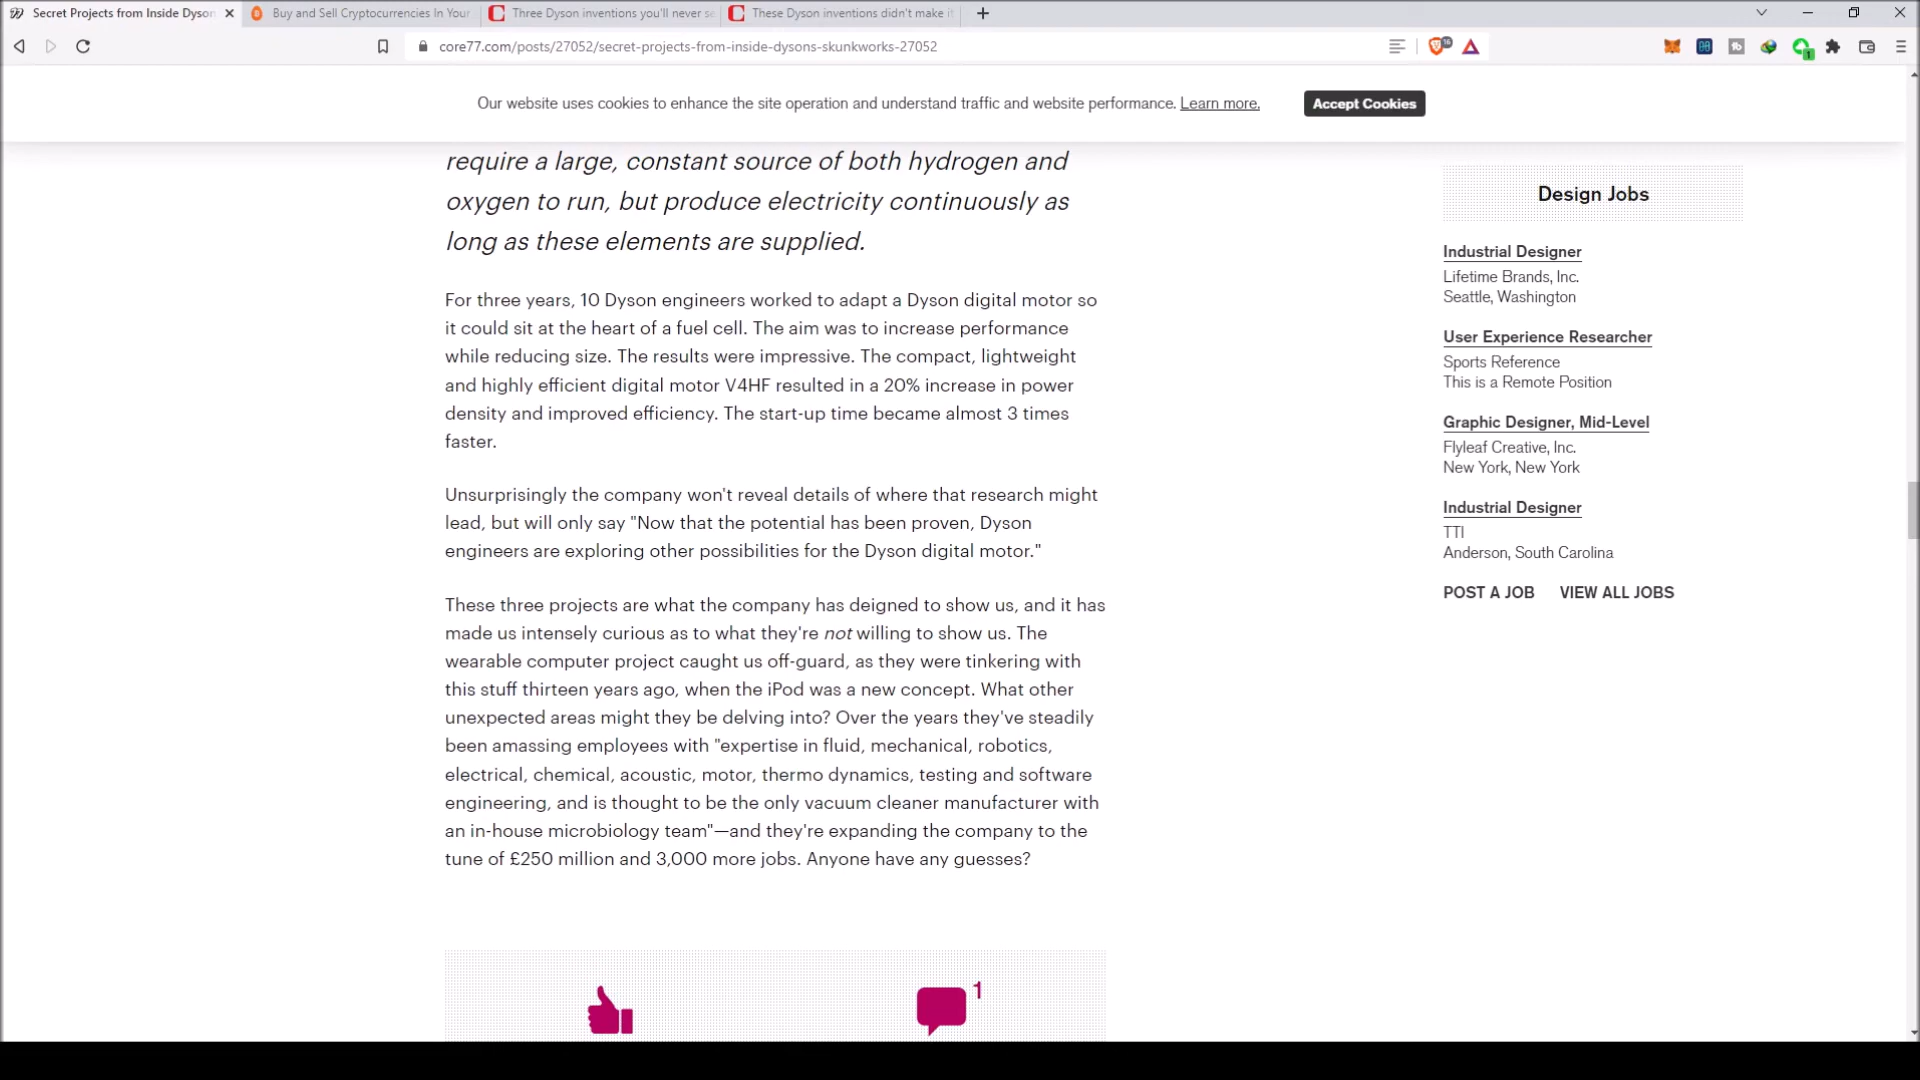 Secret Projects from Inside Dyson
Buy and Sell Cryptocurrencies In Your
Three Dyson inventions you'll never se
These Dyson inventions didn't make it
core77.com/posts/27052/secret-projects-from-inside-dysons-skunkworks-27052
Our website uses cookies to enhance the site operation and understand traffic and website performance. Learn more.
Accept Cookies
require a large, constant source of both hydrogen and
oxygen to run, but produce electricity continuously as
long as these elements are supplied.
For three years, 10 Dyson engineers worked to adapt a Dyson digital motor so
it could sit at the heart of a fuel cell. The aim was to increase performance
while reducing size. The results were impressive. The compact, lightweight
and highly efficient digital motor V4HF resulted in a 20% increase in power
density and improved efficiency. The start-up time became almost 3 times
faster.
Unsurprisingly the company won't reveal details of where that research might
lead, but will only say "Now that the potential has been proven, Dyson
engineers are exploring other possibilities for the Dyson digital motor."
These three projects are what the company has deigned to show us, and it has
made us intensely curious as to what they're not willing to show us. The
wearable computer project caught us off-guard, as they were tinkering with
this stuff thirteen years ago, when the iPod was a new concept. What other
unexpected areas might they be delving into? Over the years they've steadily
been amassing employees with "expertise in fluid, mechanical, robotics,
electrical, chemical, acoustic, motor, thermo dynamics, testing and software
engineering, and is thought to be the only vacuum cleaner manufacturer with
an in-house microbiology team"—and they're expanding the company to the
tune of £250 million and 3,000 more jobs. Anyone have any guesses?
1
Design Jobs
Industrial Designer
Lifetime Brands, Inc.
Seattle, Washington
User Experience Researcher
Sports Reference
This is a Remote Position
Graphic Designer, Mid-Level
Flyleaf Creative, Inc.
New York, New York
Industrial Designer
TTI
Anderson, South Carolina
POST A JOB VIEW ALL JOBS